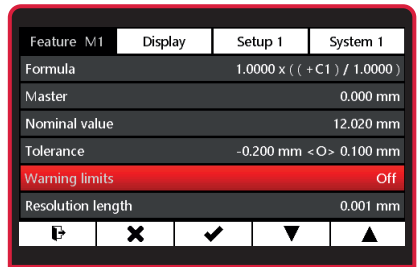 Feature M1 Display Setup 1 System 1
Formula 1.0000 x ( ( +C1 ) / 1.0000 )
Master 0.000 mm
Nominal value 12.020 mm
Tolerance -0.200 mm <O> 0.100 mm
Warning limits Off
Resolution length 0.001 mm